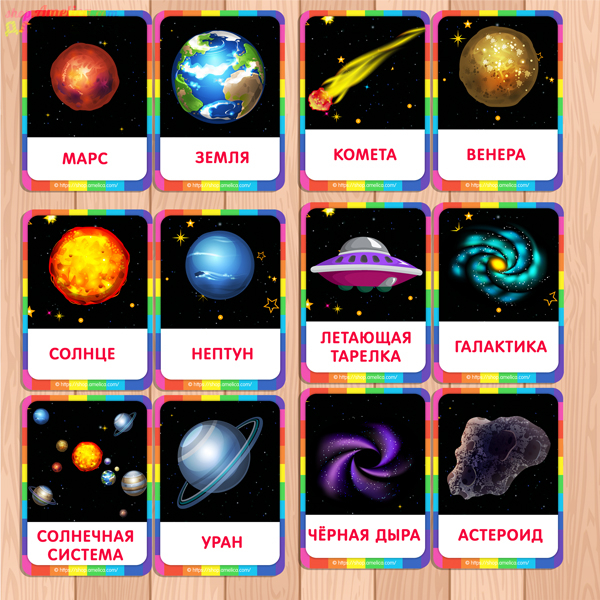 МАРС
ЗЕМЛЯ
КОМЕТА
ВЕНЕРА
СОЛНЦЕ
НЕПТУН
ЛЕТАЮЩАЯ
ТАРЕЛКА
ГАЛАКТИКА
СОЛНЕЧНАЯ
СИСТЕМА
УРАН
ЧЁРНАЯ ДЫРА
АСТЕРОИД